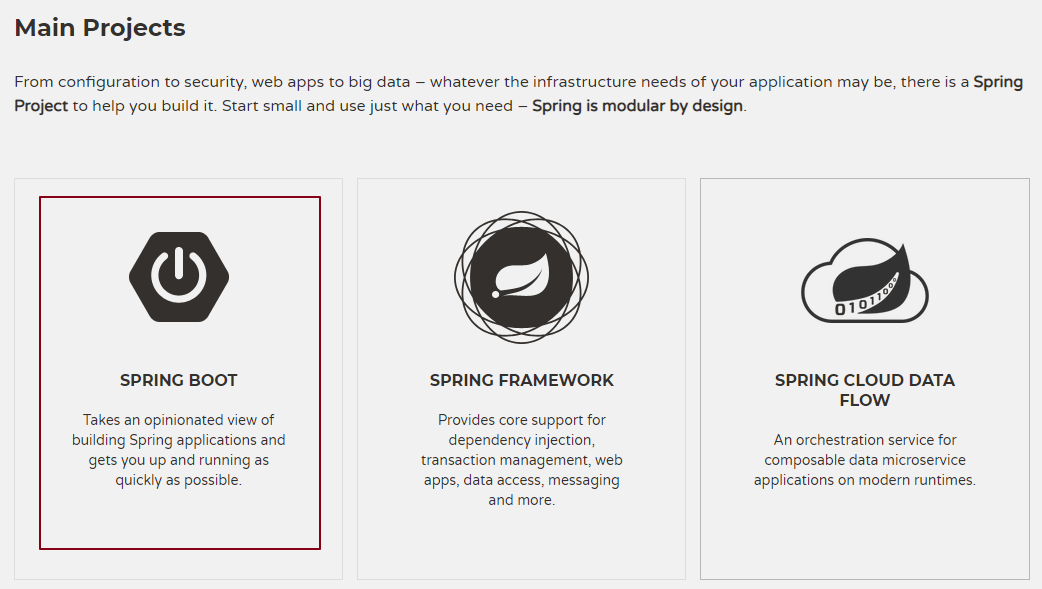 Main Projects
From configuration to security, web apps to big data – whatever the infrastructure needs of your application may be, there is a Spring
Project to help you build it. Start small and use just what you need – Spring is modular by design.
SPRING BOOT
Takes an opinionated view of
building Spring applications and
gets you up and running as
quickly as possible.
SPRING FRAMEWORK
Provides core support for
dependency injection,
transaction management, web
apps, data access, messaging
and more.
0101100
SPRING CLOUD DATA
FLOW
An orchestration service for
composable data microservice
applications on modern runtimes.